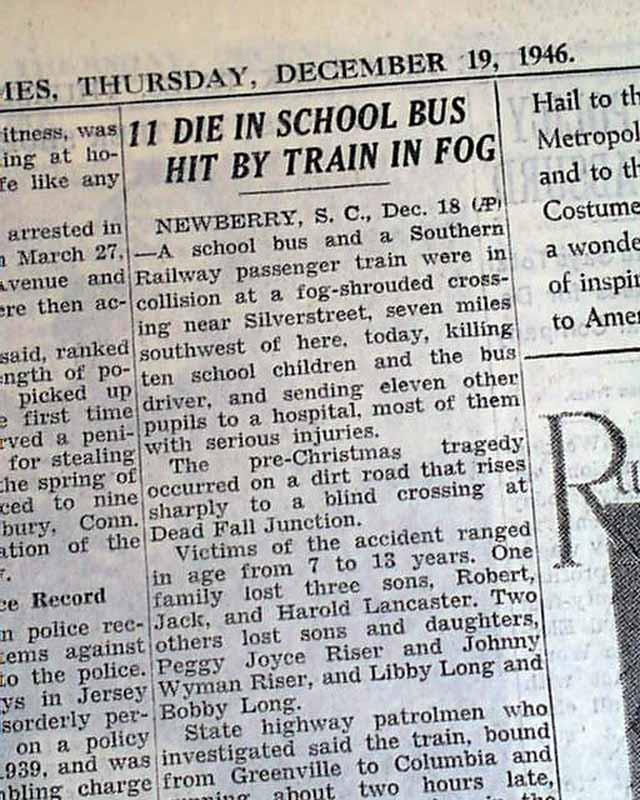 MES, THURSDAY, DECEMBER 19, 1946.
itness, was
ing at ho-
fe like any
arrested in
March 27,
venue and
ere then ac-
said, ranked
ngth of po-
picked up
e first time
rved a peni-
for stealing
the spring of
ced to nine
bury, Conn.
ation of the
ce Record
n police rec-
tems against
to the police.
ys in Jersey
sorderly per-
on a policy
1939, and was
mbling charge
11 DIE IN SCHOOL BUS
HIT BY TRAIN IN FOG
NEWBERRY, S. C., Dec. 18 (AP)
—A school bus and a Southern
Railway passenger train were in
collision at a fog-shrouded cross-
ing near Silverstreet, seven miles
southwest of here, today, killing
ten school children and the bus
driver, and sending eleven other
pupils to a hospital, most of them
with serious injuries.
The pre-Christmas tragedy
occurred on a dirt road that rises
sharply to a blind crossing at
Dead Fall Junction.
Victims of the accident ranged
in age from 7 to 13 years. One
family lost three sons, Robert,
Jack, and Harold Lancaster. Two
others lost sons and daughters,
Peggy Joyce Riser and Johnny
Wyman Riser, and Libby Long and
Bobby Long.
State highway patrolmen who
investigated said the train, bound
from Greenville to Columbia and
about two hours late,
Hail to th
Metropol
and to th
Costume
a wonde
of inspir
to Amer
Ru